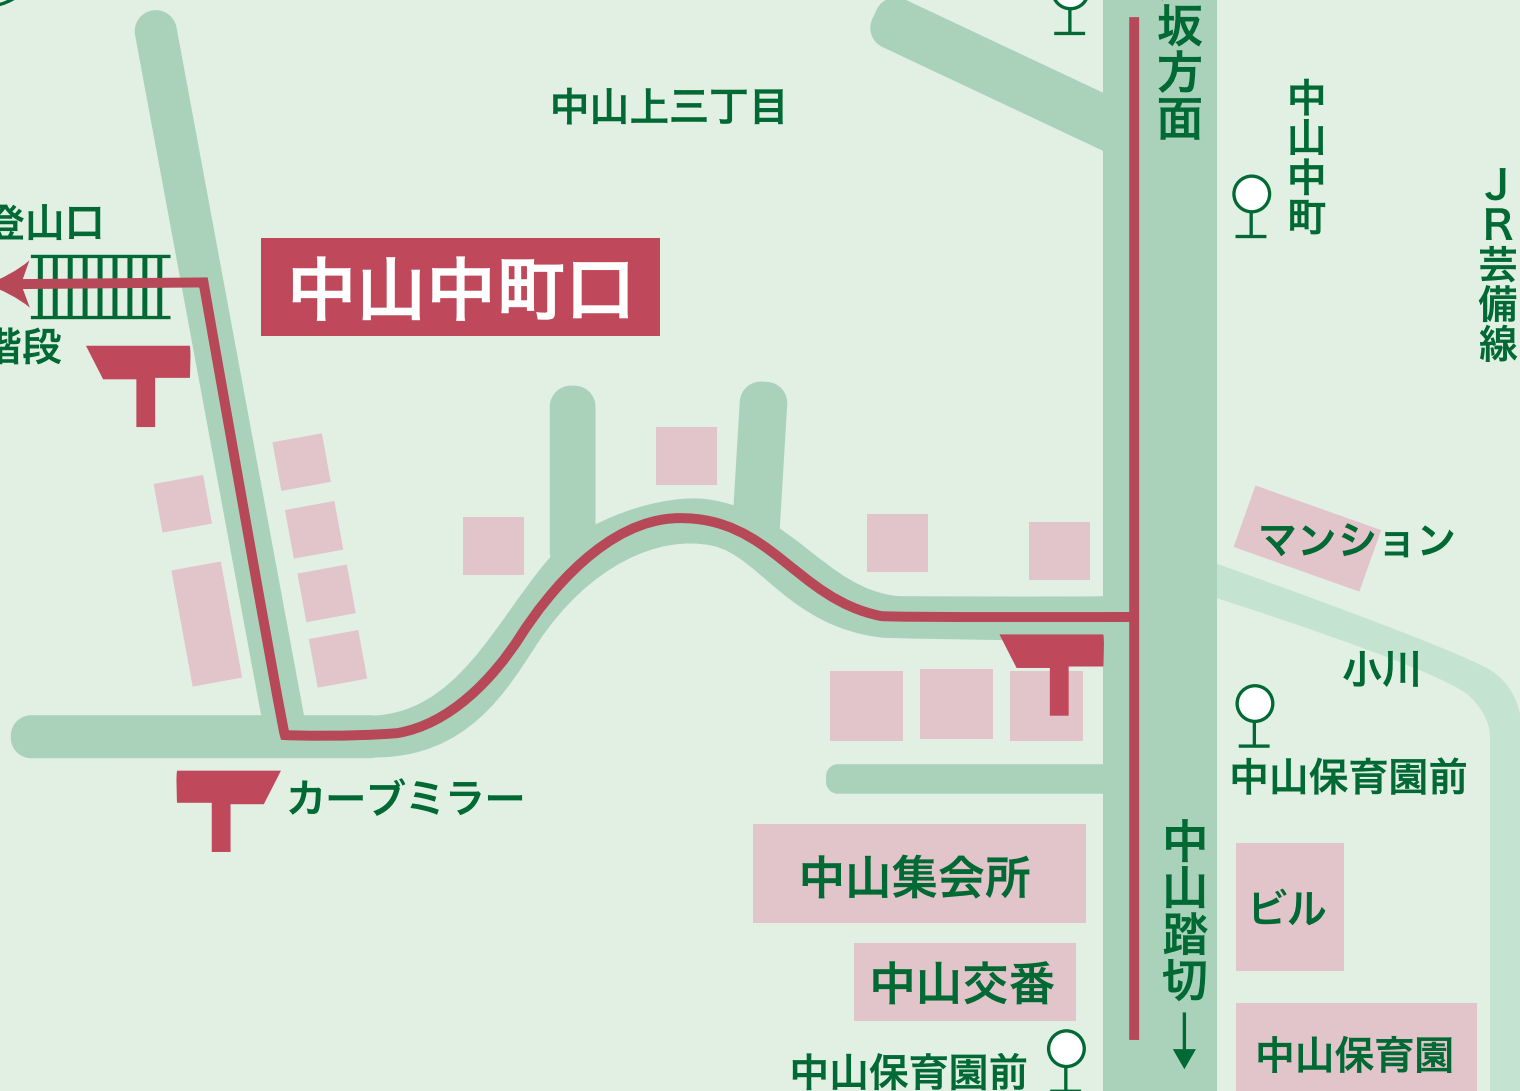 坂方面
中山上三丁目
中山中町
JR芸備線
登山口
中山中町口
階段
マンション
小川
中山保育園前
カーブミラー
中山踏切
中山集会所
ビル
中山交番
中山保育園
中山保育園前